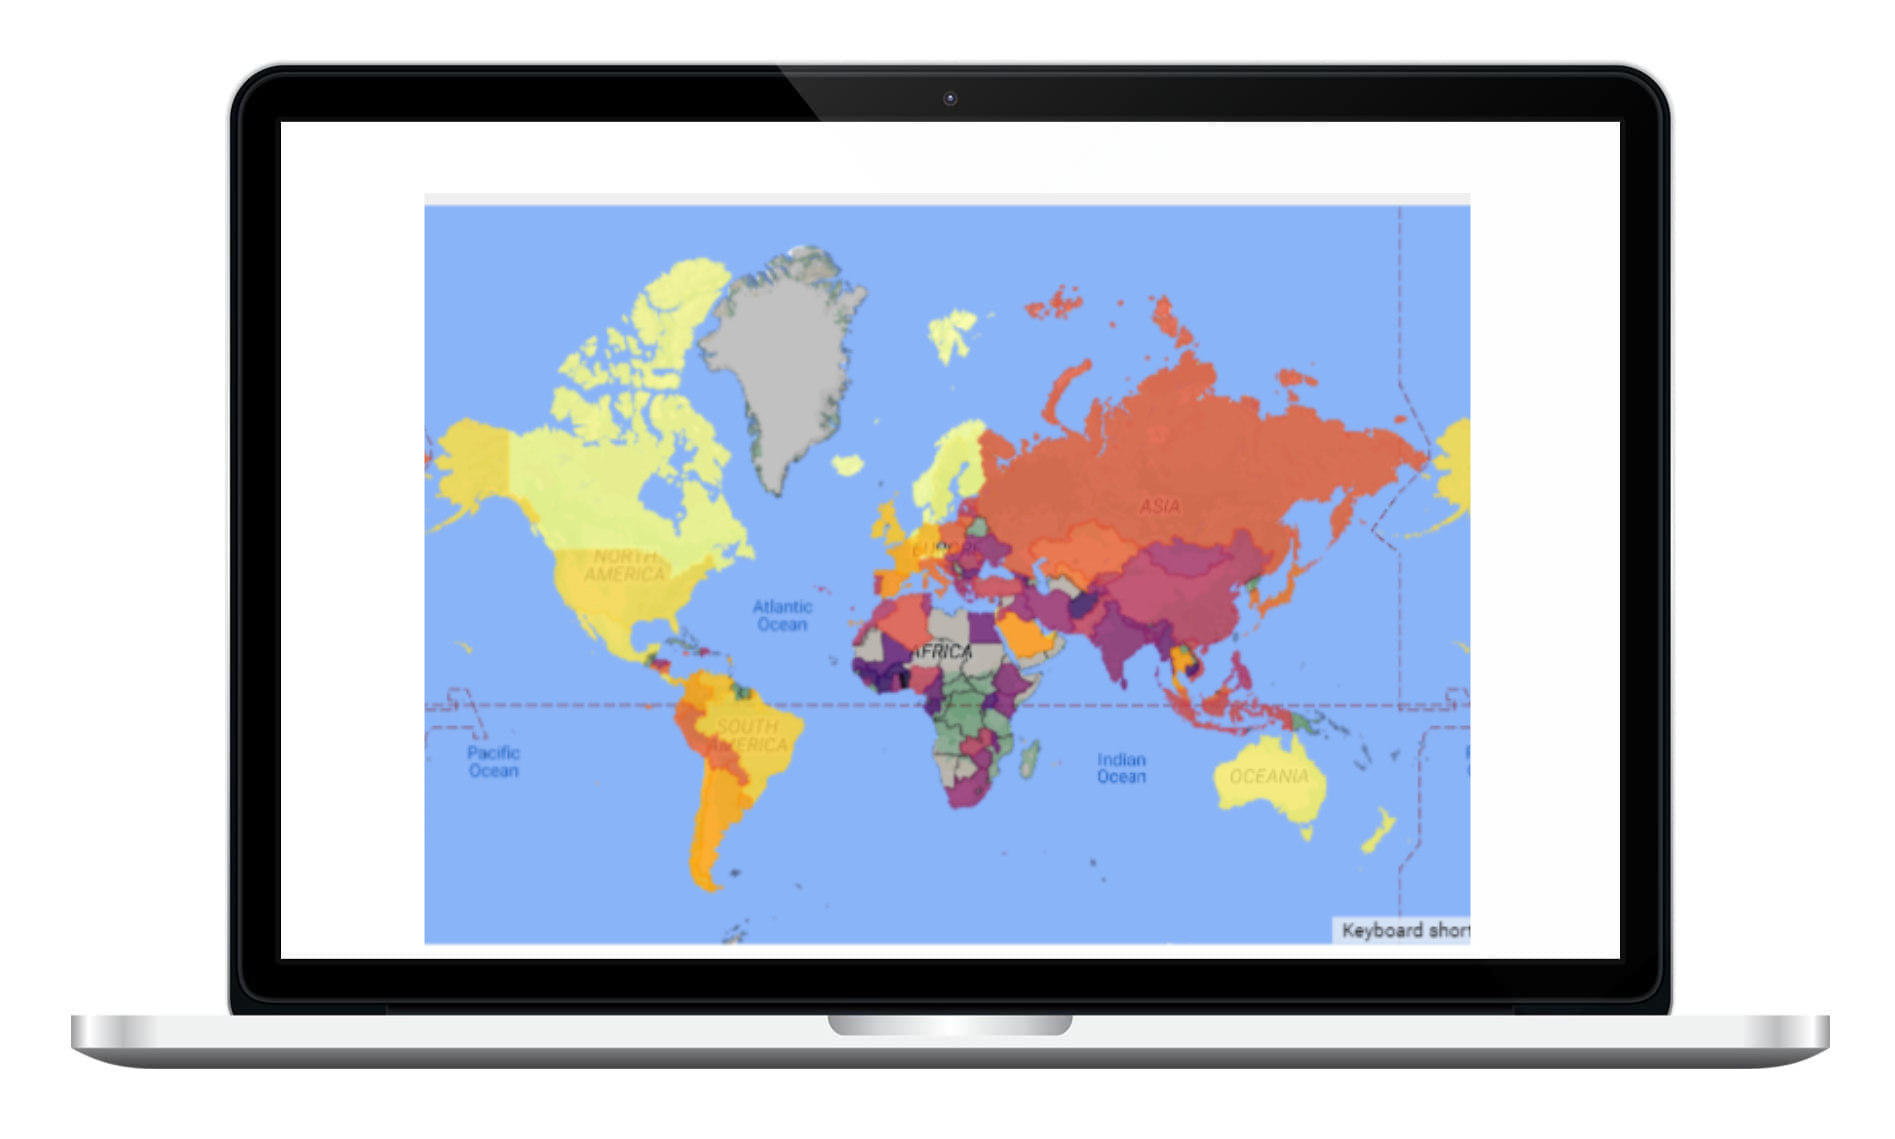 ASIA
EUROPE
NORTH
AMERICA
Atlantic
Ocean
AFRICA
SOUTH
AMERICA
Pacific
Ocean
Indian
Ocean
OCEANIA
Keyboard short